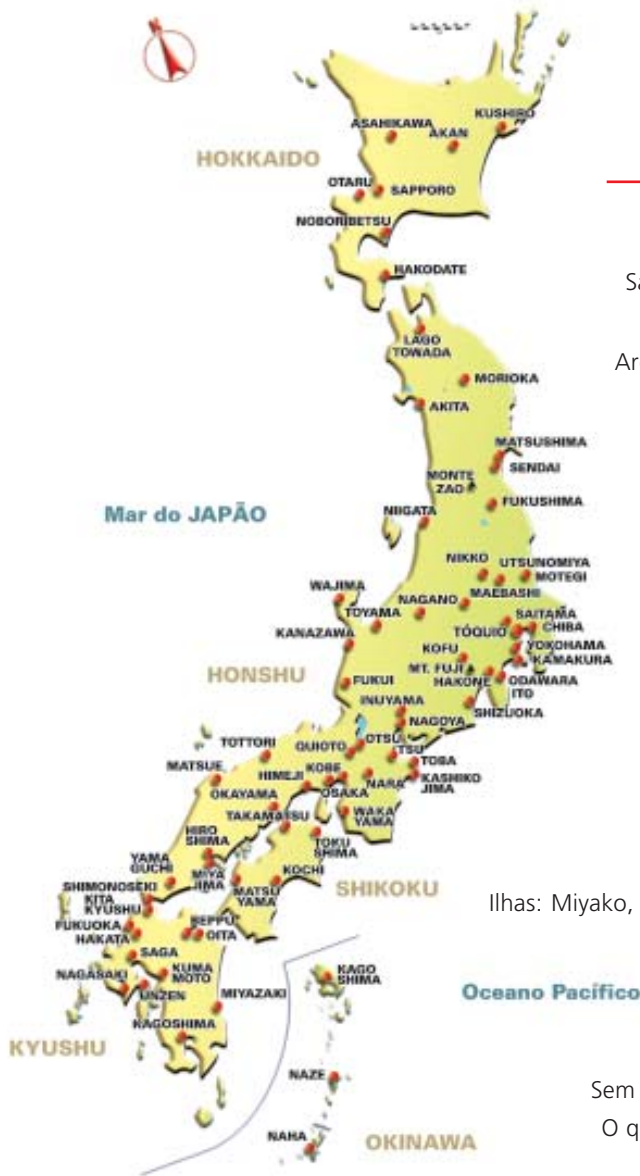 KUSHIRO
ASAHIKAWA
AKAN
HOKKAIDO
OTARU
SAPPORO
NOBORIBETSU
HAKODATE
Sa
LAGO
TOWADA
Ar
MORIOKA
AKITA
MATSUSHIMA
SENDAI
MONTE
ZAO
FUKUSHIMA
Mar do JAPÃO
NIIGATA
NIKKO
UTSUNOMIYA
MOTEGI
WAJIMA
NAGANO
MAEBASHI
TOYAMA
SAITAMA
TÓQUIO
CHIBA
KANAZAWA
YOKOHAMA
KOFU
KAMAKURA
HONSHU
MT. FUJI
HAKONE
ODAWARA
ITO
FUKUI
INUYAMA
SHIZUOKA
NAGOYA
TOTTORI
QUIOTO
OTSU
TSU
TOBA
MATSUE
HIMEJI
KOBE
NARA
KASHIKO
JIMA
OKAYAMA
OSAKA
TAKAMATSU
WAKA
YAMA
HIRO
SHIMA
TOKU
SHIMA
YAMA
GUCHI
MIYA
JIMA
KOCHI
SHIMONOSEKI
MATSU
YAMA
SHIKOKU
KITA
KYUSHU
Ilhas: Miyako,
FUKUOKA
BEPPU
HAKATA
OITA
SAGA
NAGASAKI
KUMA
MOTO
KAGO
SHIMA
UNZEN
MIYAZAKI
Oceano Pacífico
KAGOSHIMA
KYUSHU
NAZE
Sem
O q
NAHA
OKINAWA